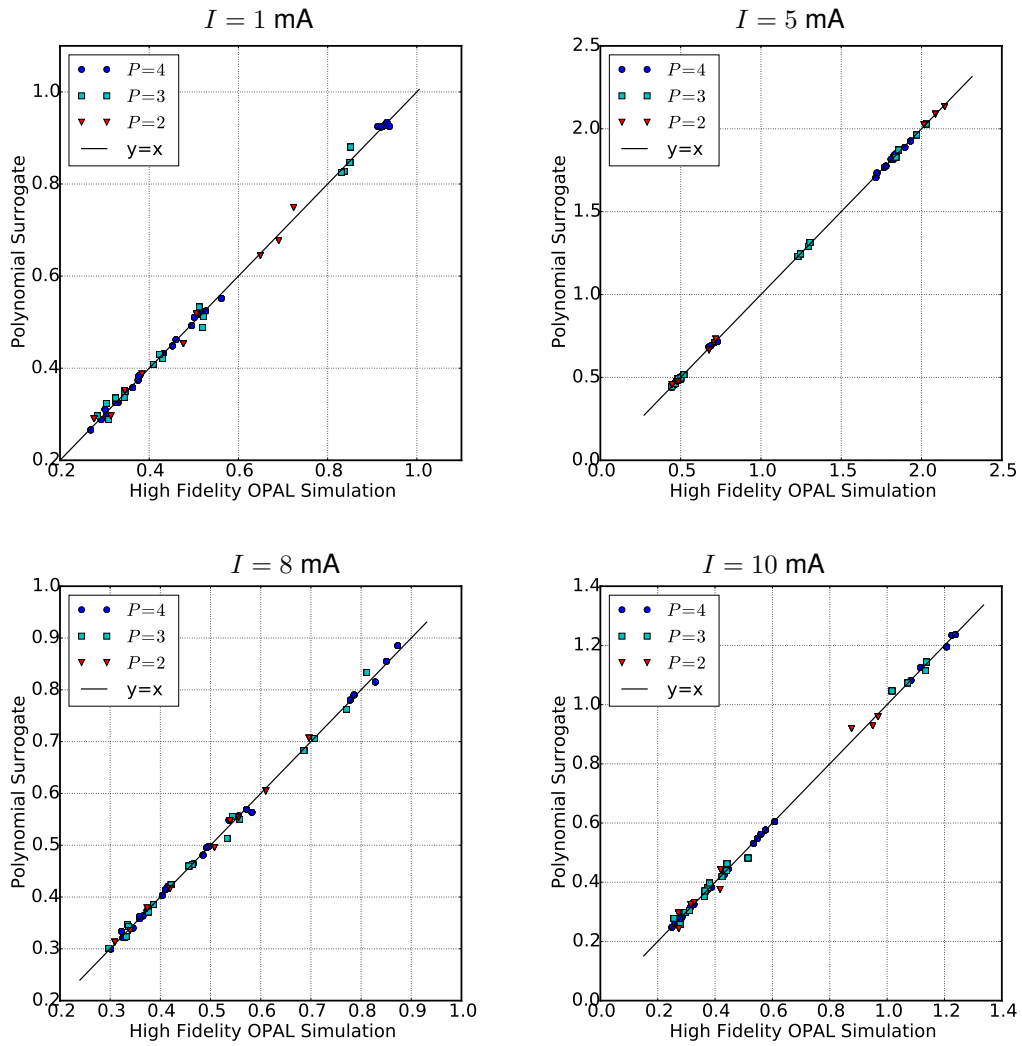 I = 1 mA
Polynomial Surrogate
1.0
0.8
0.6
0.4
0.2
P=4
P=3
P=2
y=x
0.2 0.4 0.6 0.8 1.0
High Fidelity OPAL Simulation
I = 5 mA
Polynomial Surrogate
2.5
2.0
1.5
1.0
0.5
0.0
P=4
P=3
P=2
y=x
0.0 0.5 1.0 1.5 2.0 2.5
High Fidelity OPAL Simulation
I = 8 mA
Polynomial Surrogate
1.0
0.9
0.8
0.7
0.6
0.5
0.4
0.3
0.2
P=4
P=3
P=2
y=x
0.2 0.3 0.4 0.5 0.6 0.7 0.8 0.9 1.0
High Fidelity OPAL Simulation
I = 10 mA
Polynomial Surrogate
1.4
1.2
1.0
0.8
0.6
0.4
0.2
0.0
P=4
P=3
P=2
y=x
0.0 0.2 0.4 0.6 0.8 1.0 1.2 1.4
High Fidelity OPAL Simulation